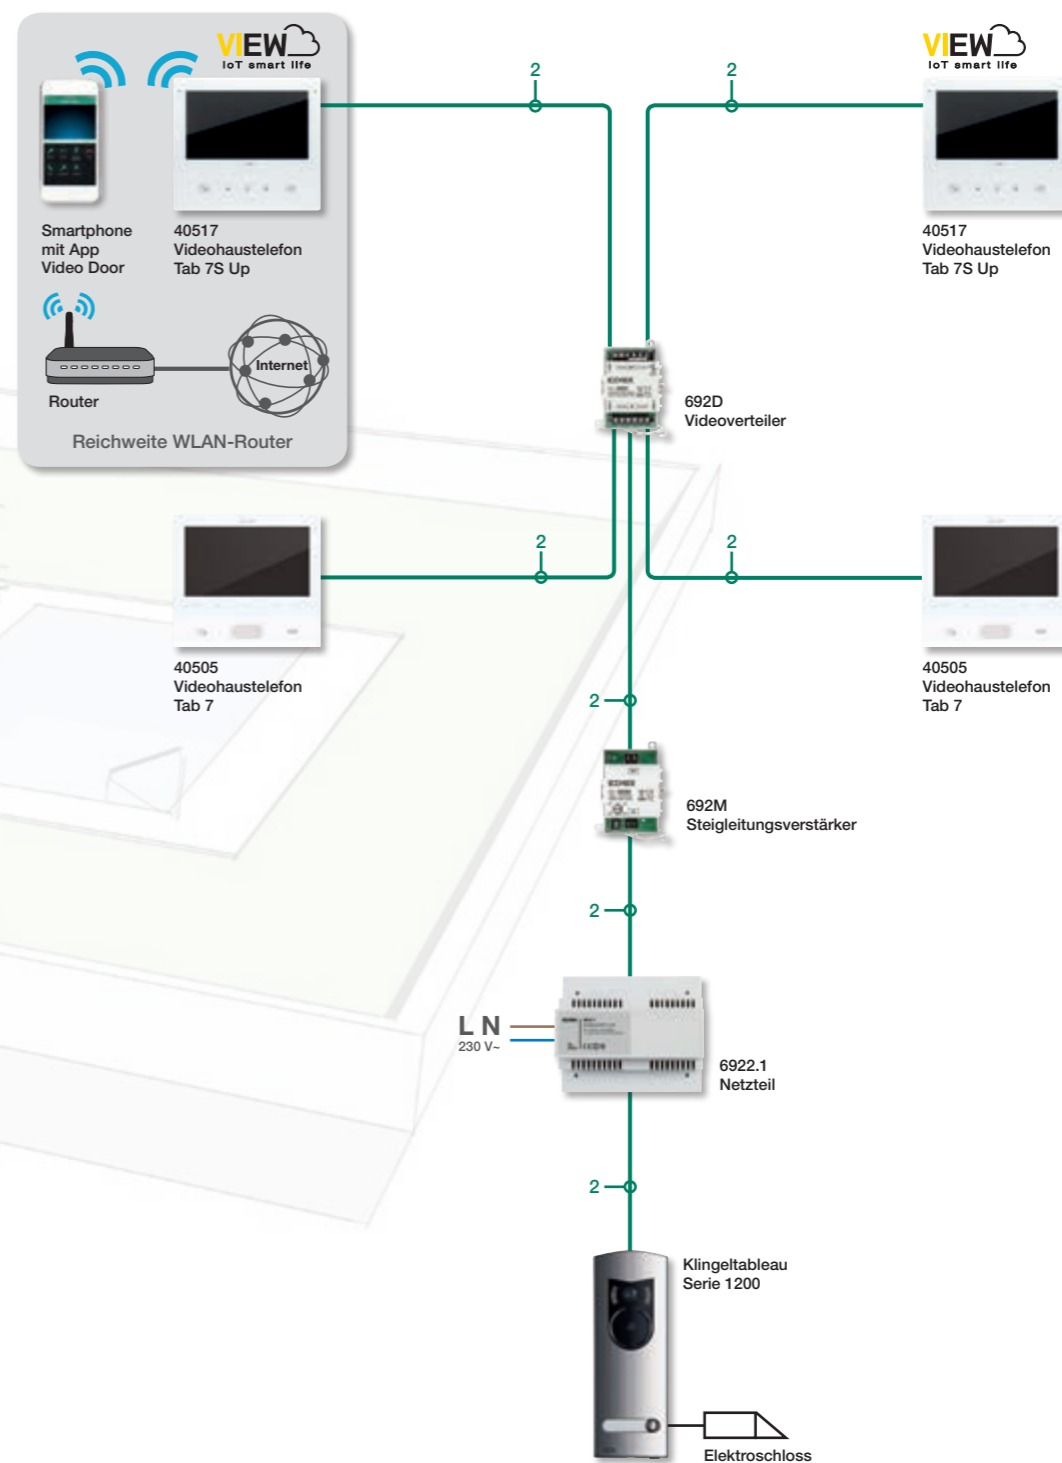 VIEW
IoT smart life
VIEW
IoT smart life
2
2
Smartphone
mit App
Video Door
40517
Videohaustelefon
Tab 7S Up
40517
Videohaustelefon
Tab 7S Up
Internet
Router
Reichweite WLAN-Router
692D
Videoverteiler
2
2
40505
Videohaustelefon
Tab 7
40505
Videohaustelefon
Tab 7
2
692M
Steigleitungsverstärker
2
L N
230 V~
6922.1
Netzteil
2
Klingeltableau
Serie 1200
Elektroschloss